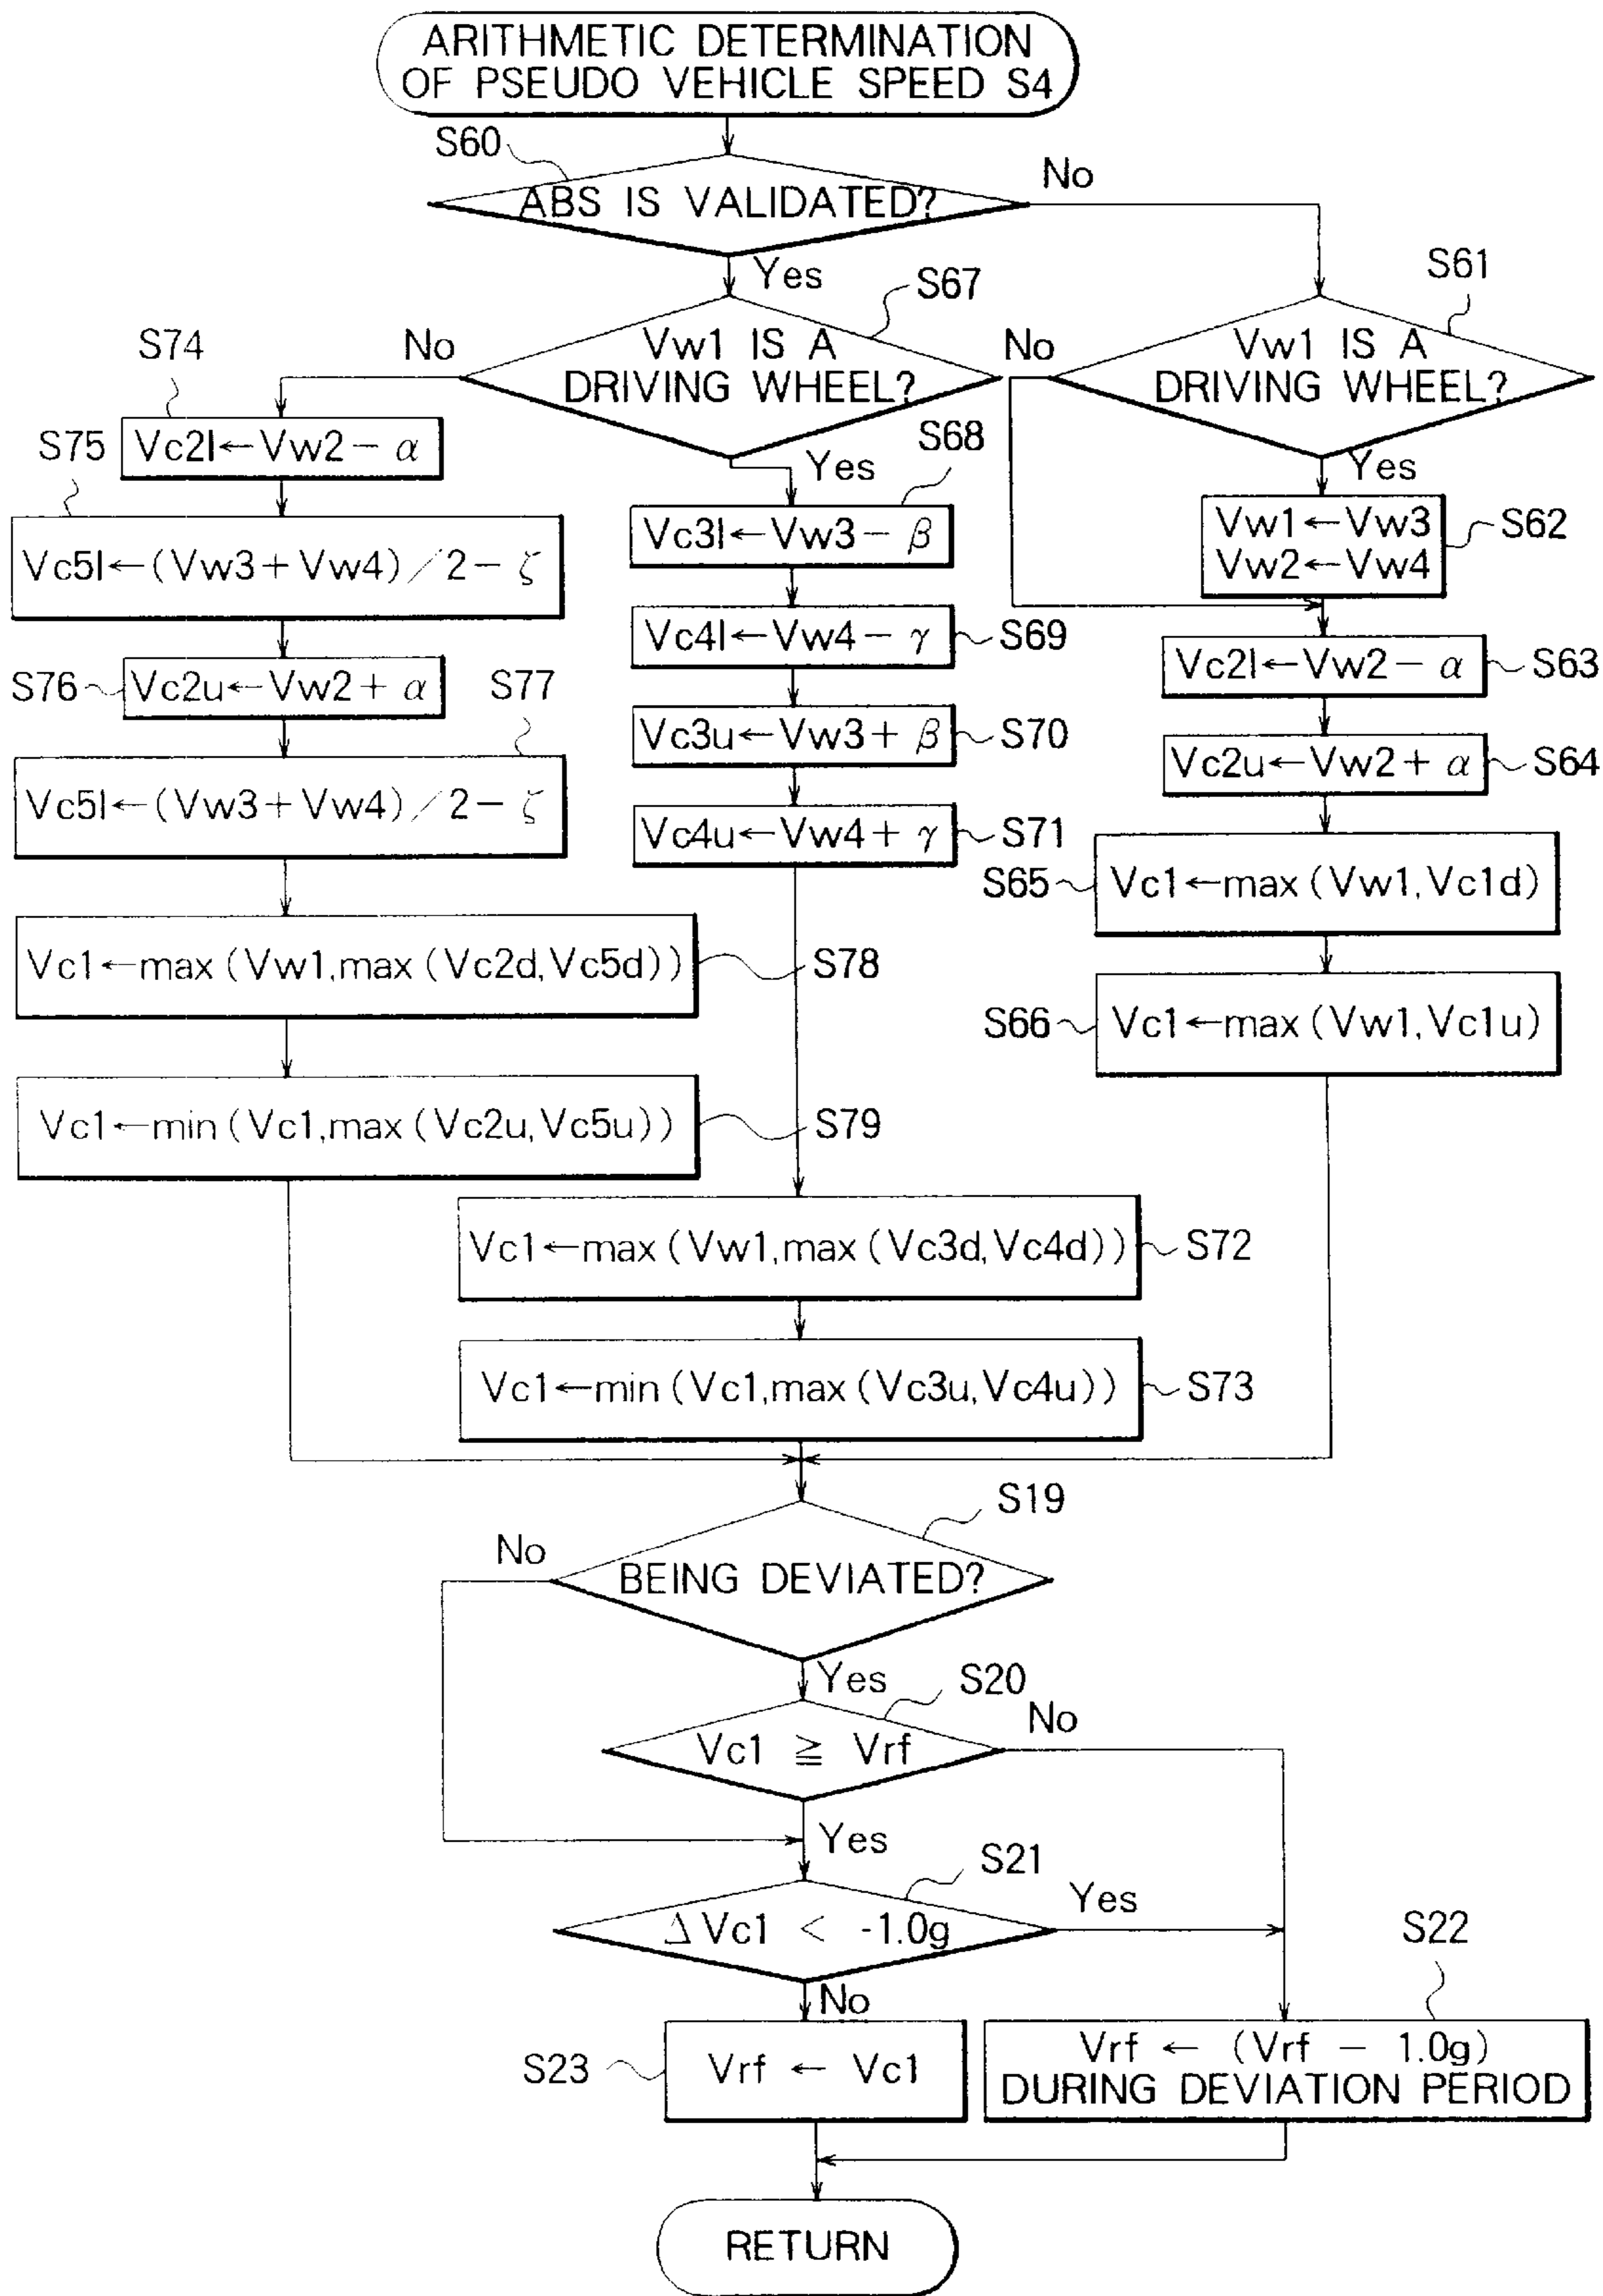 ARITHMETIC DETERMINATION
OF PSEUDO VEHICLE SPEED S4
S60
ABS IS VALIDATED?
No
Yes
S67
S61
No
Vw1 IS A
DRIVING WHEEL?
No
Vw1 IS A
DRIVING WHEEL?
S74
Vc2l←Vw2－α
S75
Vc5l←(Vw3＋Vw4)／2－ζ
S76
Vc2u←Vw2＋α
S77
Vc5l←(Vw3＋Vw4)／2－ζ
Vc1←max(Vw1,max(Vc2d,Vc5d))
S78
Vc1←min(Vc1,max(Vc2u,Vc5u))
S79
Yes
S68
Vc3l←Vw3－β
Vc4l←Vw4－γ
S69
Vc3u←Vw3＋β
S70
Vc4u←Vw4＋γ
S71
Vc1←max(Vw1,max(Vc3d,Vc4d))
S72
Vc1←min(Vc1,max(Vc3u,Vc4u))
S73
Yes
Vw1←Vw3
Vw2←Vw4
S62
Vc2l←Vw2－α
S63
Vc2u←Vw2＋α
S64
S65
Vc1←max(Vw1,Vc1d)
S66
Vc1←max(Vw1,Vc1u)
S19
No
BEING DEVIATED?
Yes
S20
No
Vc1 ≧ Vrf
Yes
S21
Yes
ΔVc1 < -1.0g
No
S22
S23
Vrf ← Vc1
Vrf ← (Vrf － 1.0g)
DURING DEVIATION PERIOD
RETURN